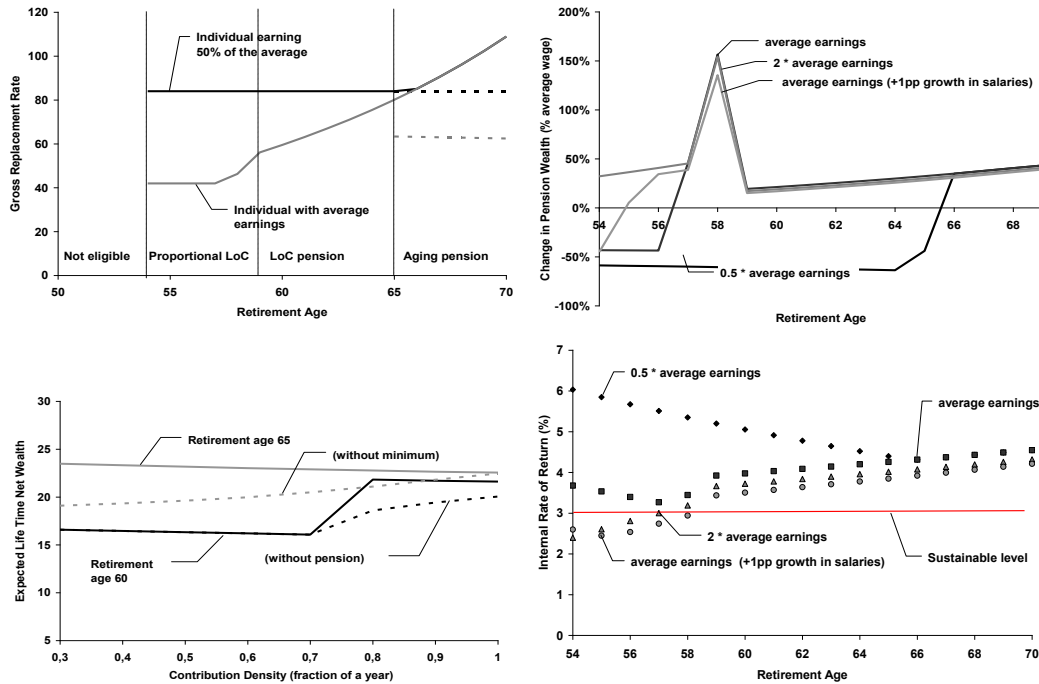 Gross Replacement Rate
120
100
80
60
40
20
0
Individual earning
50% of the average
Individual with average
earnings
Not eligible
Proportional LoC
LoC pension
Aging pension
50
55
60
65
70
Retirement Age
Change in Pension Wealth (% average wage)
200%
150%
100%
50%
0%
-50%
-100%
average earnings
2 * average earnings
average earnings (+1pp growth in salaries)
54
56
58
60
62
64
66
68
0.5 * average earnings
Retirement Age
Expected Life Time Net Wealth
30
25
20
15
10
5
Retirement age 65
(without minimum)
Retirement
age 60
(without pension)
0,3
0,4
0,5
0,6
0,7
0,8
0,9
1
Contribution Density (fraction of a year)
Internal Rate of Return (%)
7
6
5
4
3
2
1
0
0.5 * average earnings
average earnings
2 * average earnings
Sustainable level
average earnings (+1pp growth in salaries)
54
56
58
60
62
64
66
68
70
Retirement Age